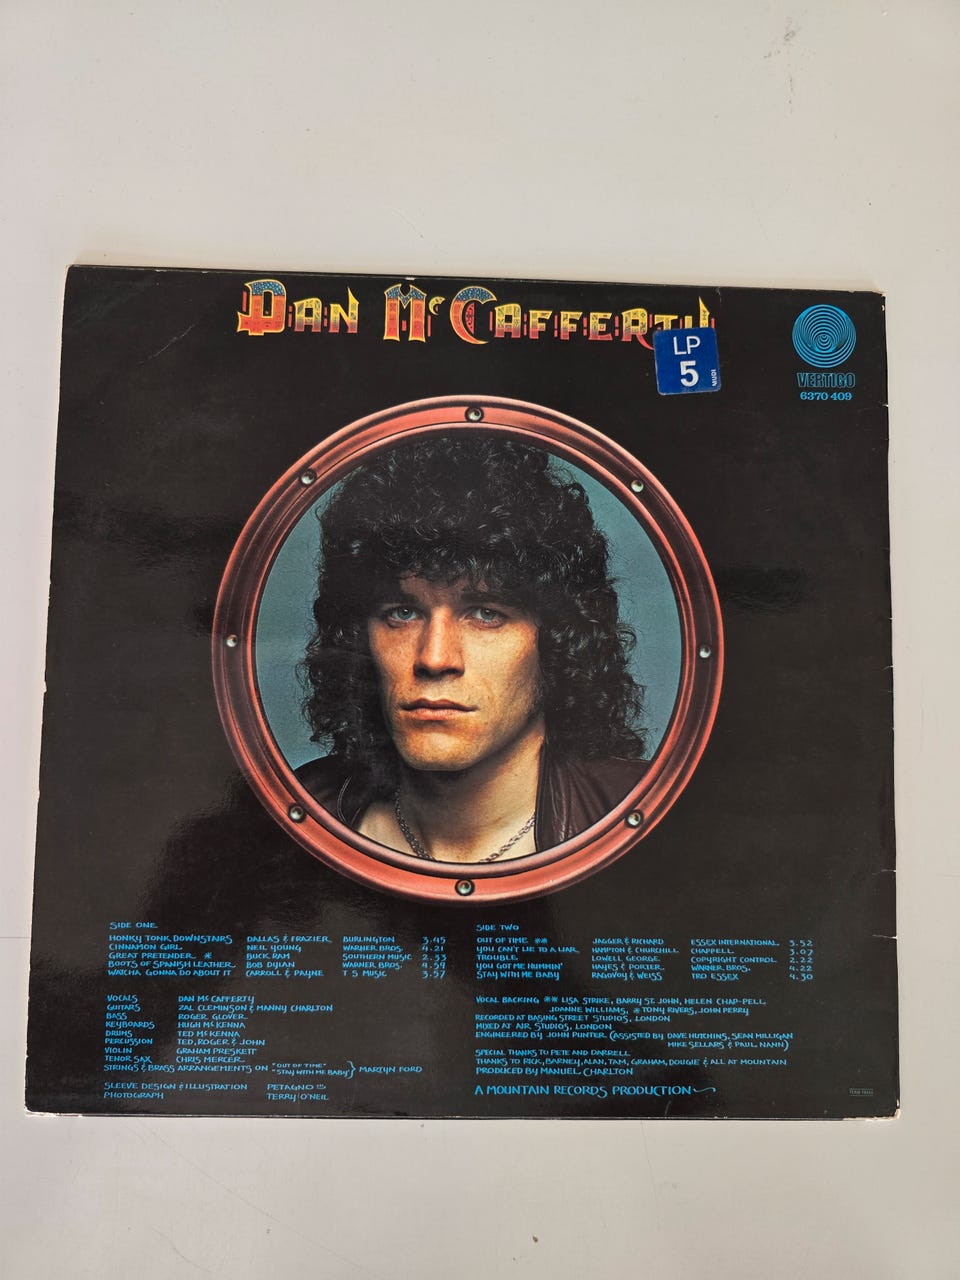 DAN McCAFFERTY
LP
5
MUDI
VERTIGO
6370 409
SIDE ONE
HONKY TONK DOWNSTAIRS DALLAS & FRAZIER BURLINGTON 3.45
CINNAMON GIRL NEIL YOUNG WARNER BROS. 4.21
GREAT PRETENDER * BUCK RAM SOUTHERN MUSIC 2.53
BOOTS OF SPANISH LEATHER. BOB DYLAN WARNER BROS. 4.59
WATCHA GONNA DO ABOUT IT CARROLL & PAYNE T S MUSIC 3.57
SIDE TWO
OUT OF TIME ** JAGGER & RICHARD ESSEX INTERNATIONAL. 3.52
YOU CAN'T LIE TO A LIAR HAMPTON & CHURCHILL CHAPPELL 3.07
TROUBLE. LOWELL GEORGE COPYRIGHT CONTROL. 2.22
YOU GOT ME HUMMIN' HAYES & PORTER. WARNER BROS. 4.22
STAY WITH ME BABY RAGOVOY & WEISS TRO ESSEX 4.30
VOCALS DAN McCAFFERTY
GUITARS ZAL CLEMINSON & MANNY CHARLTON
BASS ROGER GLOVER
KEYBOARDS HUGH McKENNA
DRUMS TED McKENNA
PERCUSSION TED, ROGER & JOHN
VIOLIN GRAHAM PRESKETT
TENOR SAX CHRIS MERCER.
STRINGS & BRASS ARRANGEMENTS ON "OUT OF TIME" "STAY WITH ME BABY" } MARTYN FORD
SLEEVE DESIGN & ILLUSTRATION PETAGNO
PHOTOGRAPH TERRY O'NEIL
VOCAL BACKING ** LISA STRIKE, BARRY ST. JOHN, HELEN CHAP-PELL,
JOANNE WILLIAMS, * TONY RIVERS, JOHN PERRY
RECORDED AT BASING STREET STUDIOS, LONDON
MIXED AT AIR STUDIOS, LONDON
ENGINEERED BY JOHN PUNTER (ASSISTED BY DAVE HUTCHINS, SEAN MILLIGAN
MIKE SELLARS & PAUL NANN)
SPECIAL THANKS TO PETE AND DARRELL
THANKS TO RICK, BARNEY, ALAN, TAM, GRAHAM, DOUGIE & ALL AT MOUNTAIN
PRODUCED BY MANUEL CHARLTON
A MOUNTAIN RECORDS PRODUCTION